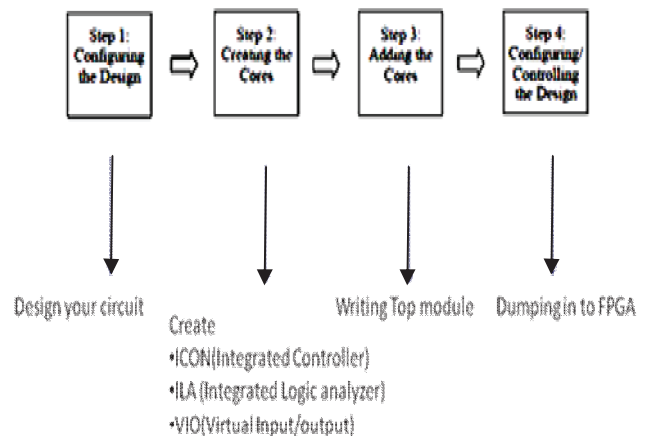 Step 1:
Configuring
the Design
Step 2:
Creating the
Cores
Step 3:
Adding the
Cores
Step 4:
Configuring/
Controlling
the Design
Design your circuit
Create
•ICON(Integrated Controller)
•ILA (Integrated Logic analyzer)
•VIO(Virtual Input/output)
Writing Top module
Dumping in to FPGA